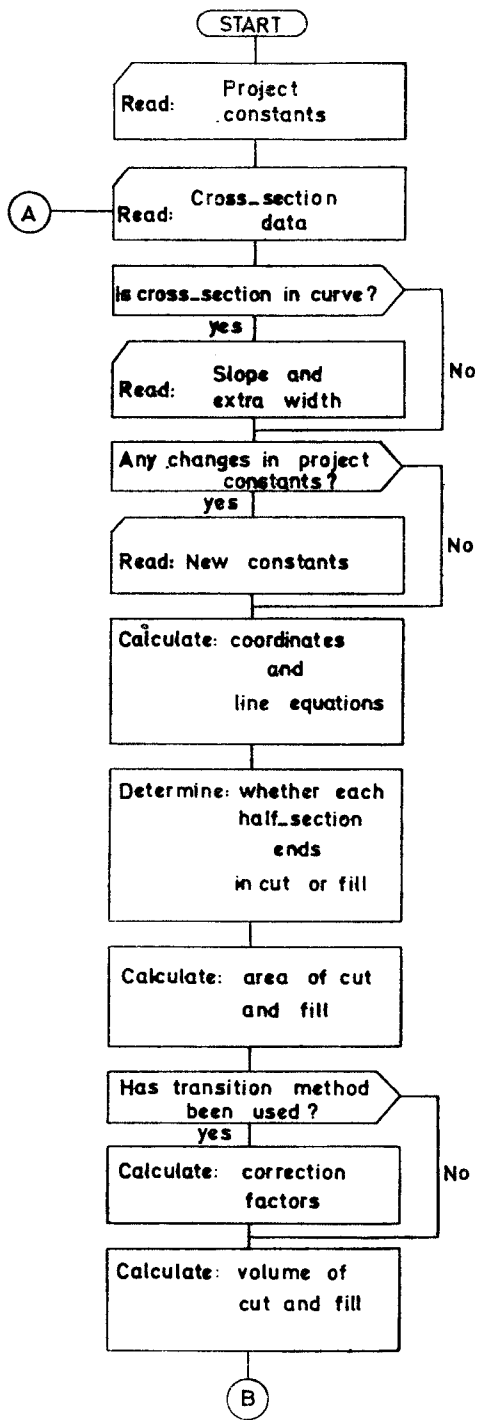 START
Project
Read: constants
Cross_section
A
Read: data
Is cross_section in curve?
yes
No
Slope and
Read: extra width
Any changes in project
constants?
yes
No
Read: New constants
Calculate: coordinates
and
line equations
Determine: whether each
half_section
ends
in cut or fill
Calculate: area of cut
and fill
Has transition method
been used?
yes
No
Calculate: correction
factors
Calculate: volume of
cut and fill
B